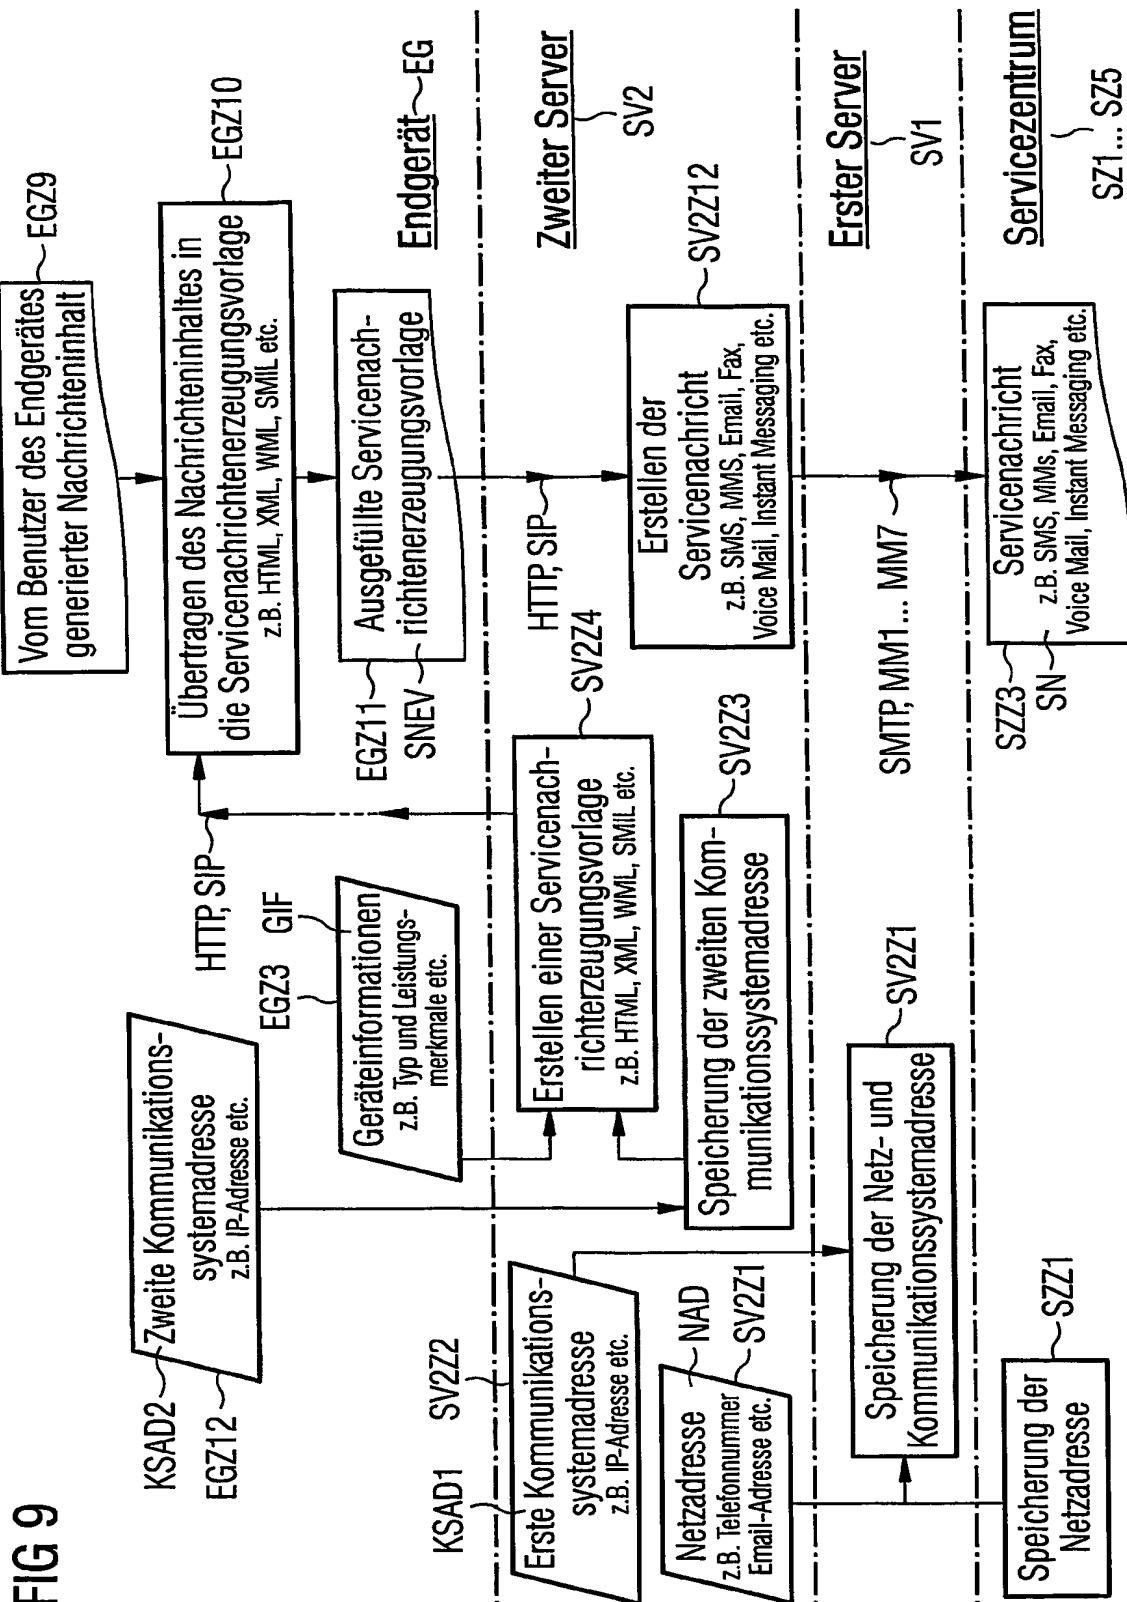 FIG 9
KSAD2
EGZ12
Zweite Kommunikations-
systemadresse
z.B. IP-Adresse etc.
HTTP, SIP
EGZ3
GIF
Geräteinformationen
z.B. Typ und Leistungs-
merkmale etc.
Vom Benutzer des Endgerätes
generierter Nachrichteninhalt
EGZ9
Übertragen des Nachrichteninhaltes in
die Servicenachrichtenerzeugungsvorlage
z.B. HTML, XML, WML, SMIL etc.
EGZ10
EGZ11
SNEV
Ausgefüllte Servicenach-
richtenerzeugungsvorlage
Endgerät
EG
KSAD1
SV2Z2
Erste Kommunikations-
systemadresse
z.B. IP-Adresse etc.
Netzadresse
z.B. Telefonnummer
Email-Adresse etc.
NAD
SV2Z1
Erstellen einer Servicenach-
richterzeugungsvorlage
z.B. HTML, XML, WML, SMIL etc.
SV2Z4
Speicherung der zweiten Kom-
munikationssystemadresse
SV2Z3
HTTP, SIP
Erstellen der
Servicenachricht
z.B. SMS, MMS, Email, Fax,
Voice Mail, Instant Messaging etc.
SV2Z12
Zweiter Server
SV2
Speicherung der Netz- und
Kommunikationssystemadresse
SV2Z1
SMTP, MM1... MM7
Erster Server
SV1
Speicherung der
Netzadresse
SZZ1
SZZ3
SN
Servicenachricht
z.B. SMS, MMs, Email, Fax,
Voice Mail, Instant Messaging etc.
Servicezentrum
SZ1... SZ5